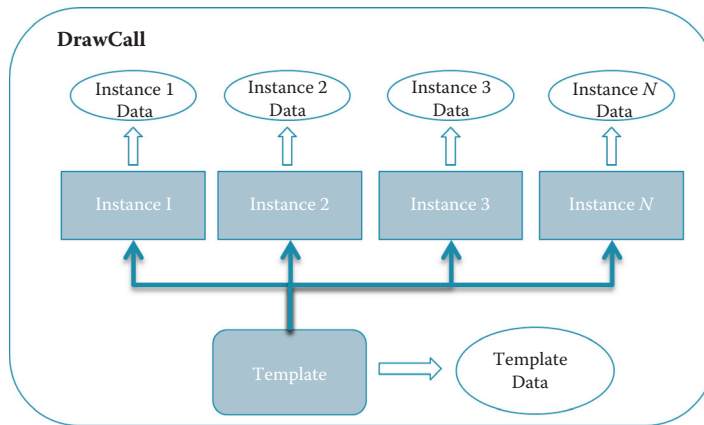 DrawCall
Instance 1
Data
Instance 2
Data
Instance 3
Data
Instance N
Data
Instance I
Instance 2
Instance 3
Instance N
Template
Template
Data